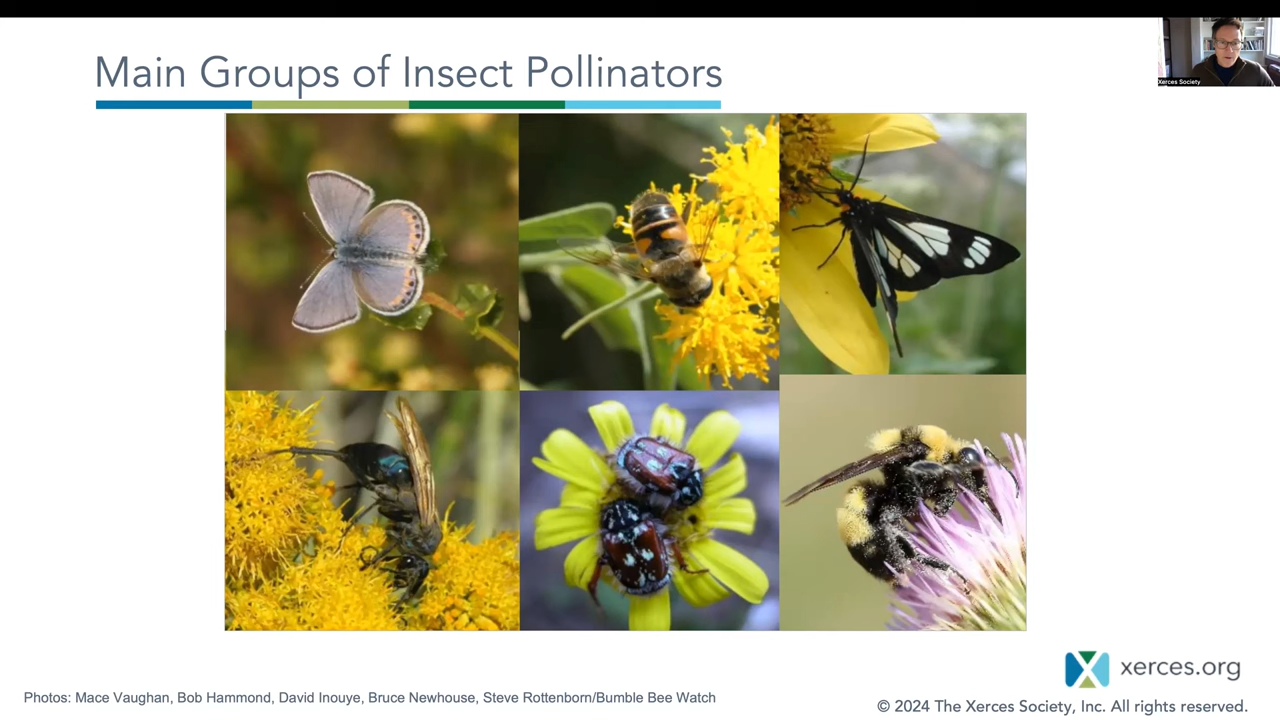 Main Groups of Insect Pollinators
Xerces Society
xerces.org
Photos: Mace Vaughan, Bob Hammond, David Inouye, Bruce Newhouse, Steve Rottenborn/Bumble Bee Watch
© 2024 The Xerces Society, Inc. All rights reserved.